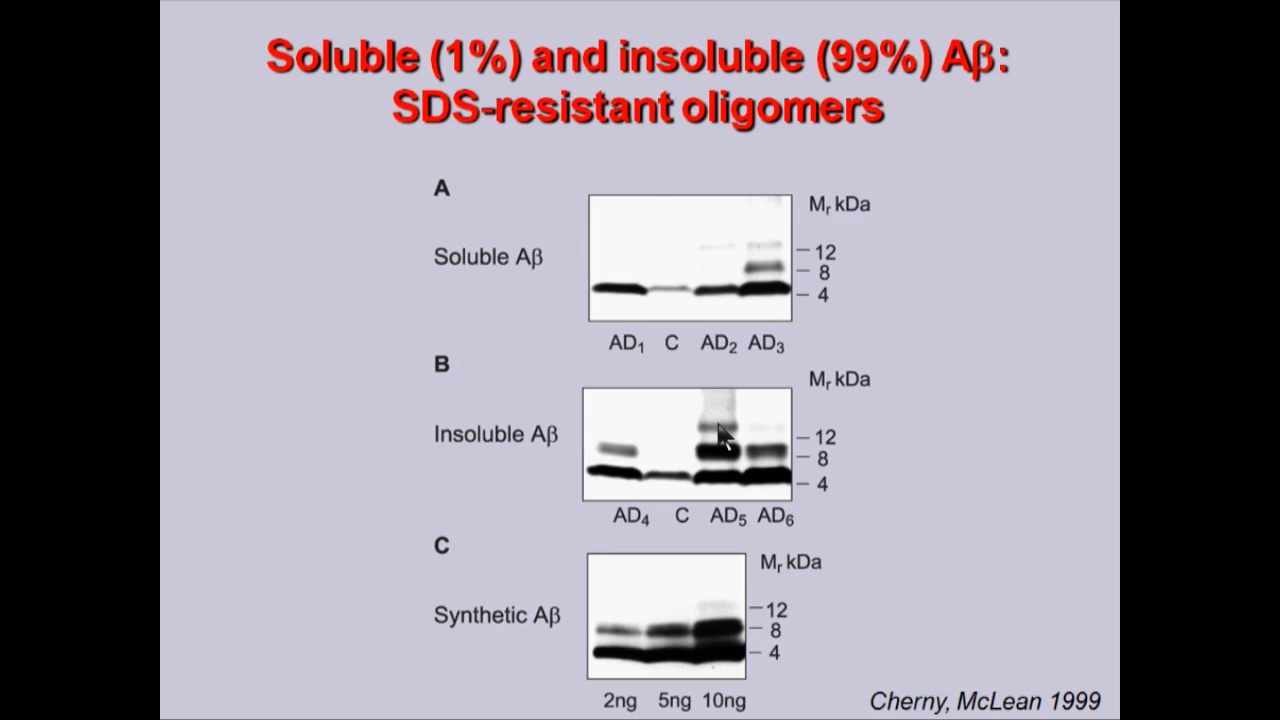 Soluble (1%) and insoluble (99%) Aβ:
SDS-resistant oligomers
A
Mr kDa
Soluble Aβ
12
8
4
AD1 C AD2 AD3
B
Mr kDa
Insoluble Aβ
12
8
4
AD4 C AD5 AD6
C
Mr kDa
Synthetic Aβ
12
8
4
2ng 5ng 10ng
Cherny, McLean 1999